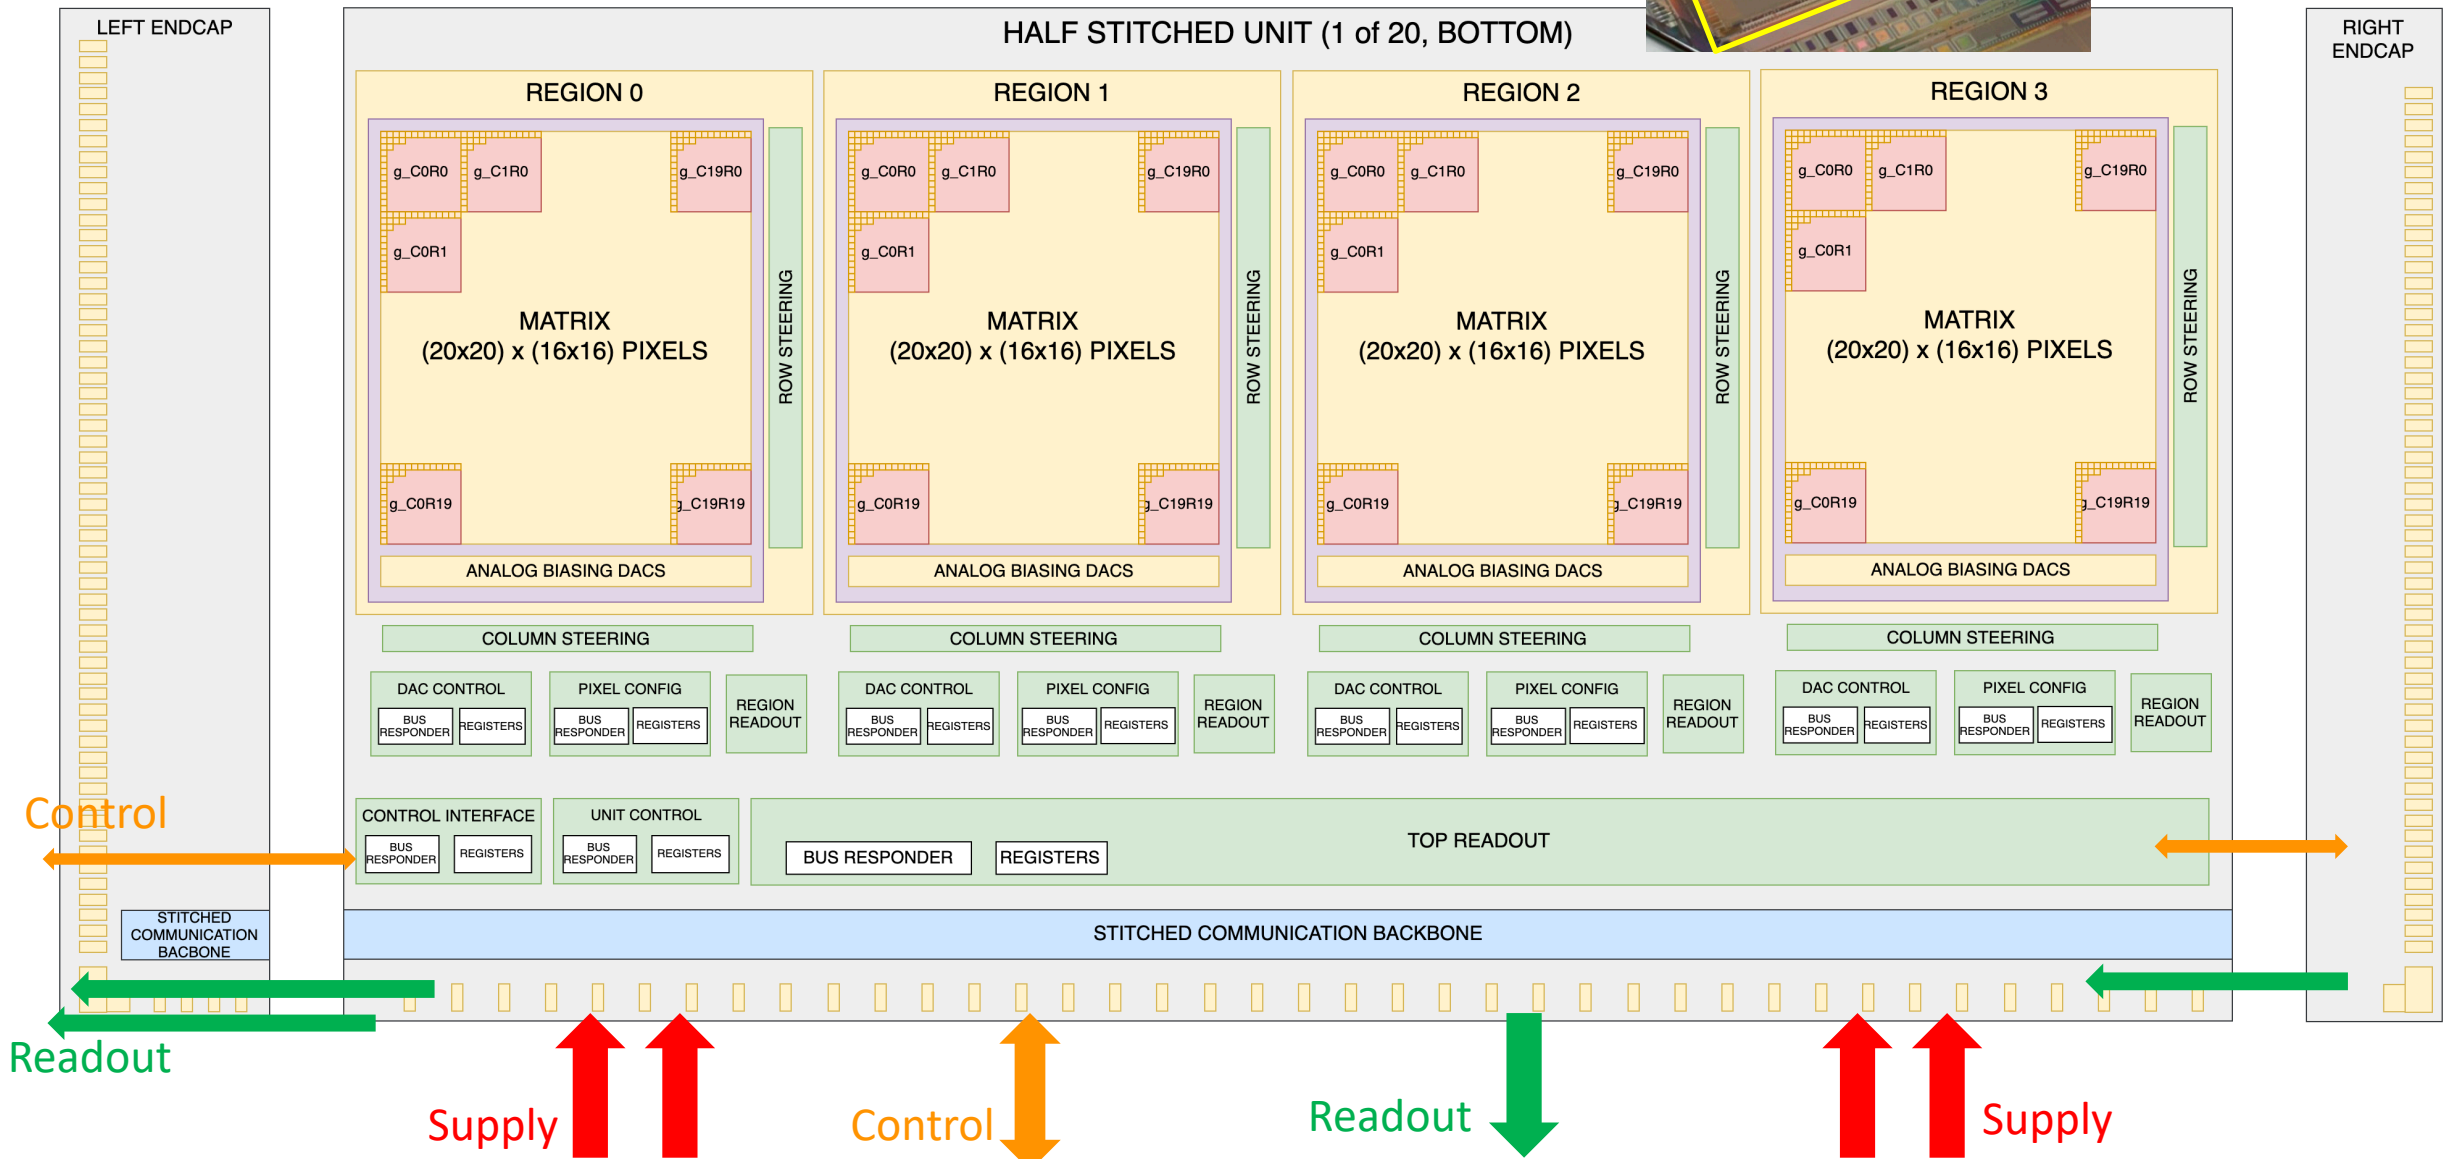 LEFT ENDCAP
HALF STITCHED UNIT (1 of 20, BOTTOM)
RIGHT
ENDCAP
REGION 0
REGION 1
REGION 2
REGION 3
g_C0R0
g_C1R0
g_C19R0
g_C0R1
MATRIX
(20x20) x (16x16) PIXELS
g_C0R19
g_C19R19
ROW STEERING
ANALOG BIASING DACS
g_C0R0
g_C1R0
g_C19R0
g_C0R1
MATRIX
(20x20) x (16x16) PIXELS
g_C0R19
g_C19R19
ROW STEERING
ANALOG BIASING DACS
g_C0R0
g_C1R0
g_C19R0
g_C0R1
MATRIX
(20x20) x (16x16) PIXELS
g_C0R19
g_C19R19
ROW STEERING
ANALOG BIASING DACS
g_C0R0
g_C1R0
g_C19R0
g_C0R1
MATRIX
(20x20) x (16x16) PIXELS
g_C0R19
g_C19R19
ROW STEERING
ANALOG BIASING DACS
COLUMN STEERING
COLUMN STEERING
COLUMN STEERING
COLUMN STEERING
DAC CONTROL
BUS
RESPONDER
REGISTERS
PIXEL CONFIG
BUS
RESPONDER
REGISTERS
REGION
READOUT
DAC CONTROL
BUS
RESPONDER
REGISTERS
PIXEL CONFIG
BUS
RESPONDER
REGISTERS
REGION
READOUT
DAC CONTROL
BUS
RESPONDER
REGISTERS
PIXEL CONFIG
BUS
RESPONDER
REGISTERS
REGION
READOUT
DAC CONTROL
BUS
RESPONDER
REGISTERS
PIXEL CONFIG
BUS
RESPONDER
REGISTERS
REGION
READOUT
Control
CONTROL INTERFACE
BUS
RESPONDER
REGISTERS
UNIT CONTROL
BUS
RESPONDER
REGISTERS
TOP READOUT
BUS RESPONDER
REGISTERS
STITCHED
COMMUNICATION
BACBONE
STITCHED COMMUNICATION BACKBONE
Readout
Supply
Control
Readout
Supply